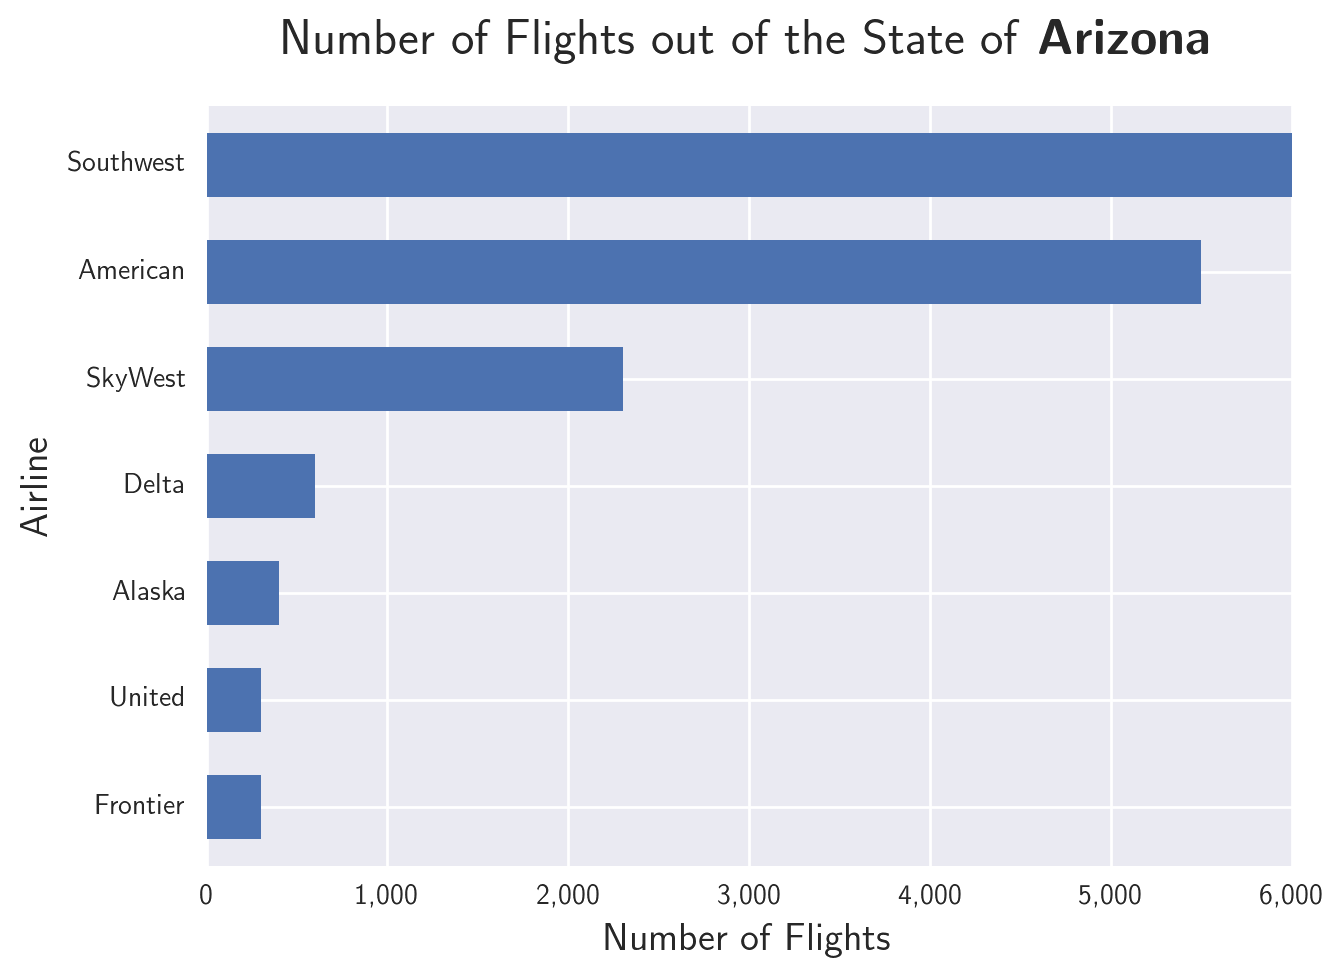 Number of Flights out of the State of Arizona
Southwest
American
SkyWest
Delta
Alaska
United
Frontier
Airline
0 1,000 2,000 3,000 4,000 5,000 6,000
Number of Flights